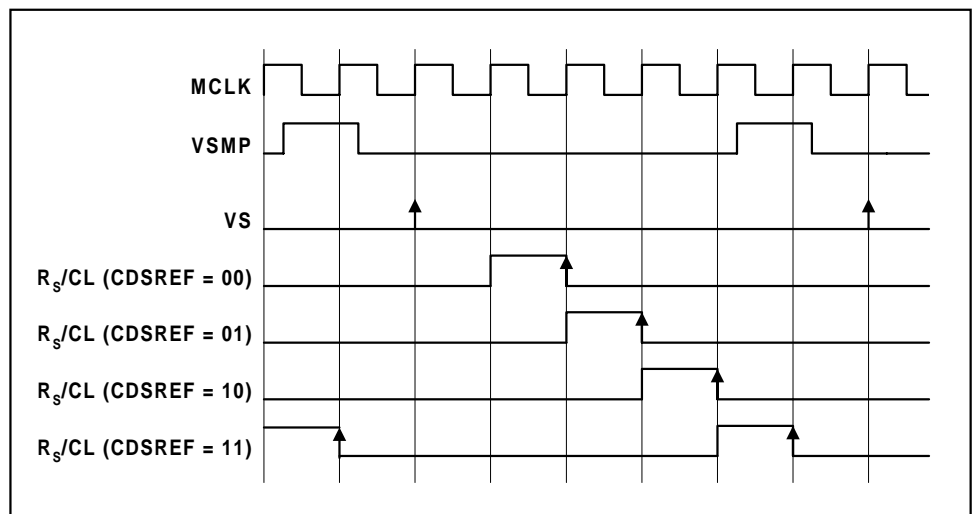 MCLK
VSMP
VS
RS/CL (CDSREF = 00)
RS/CL (CDSREF = 01)
RS/CL (CDSREF = 10)
RS/CL (CDSREF = 11)